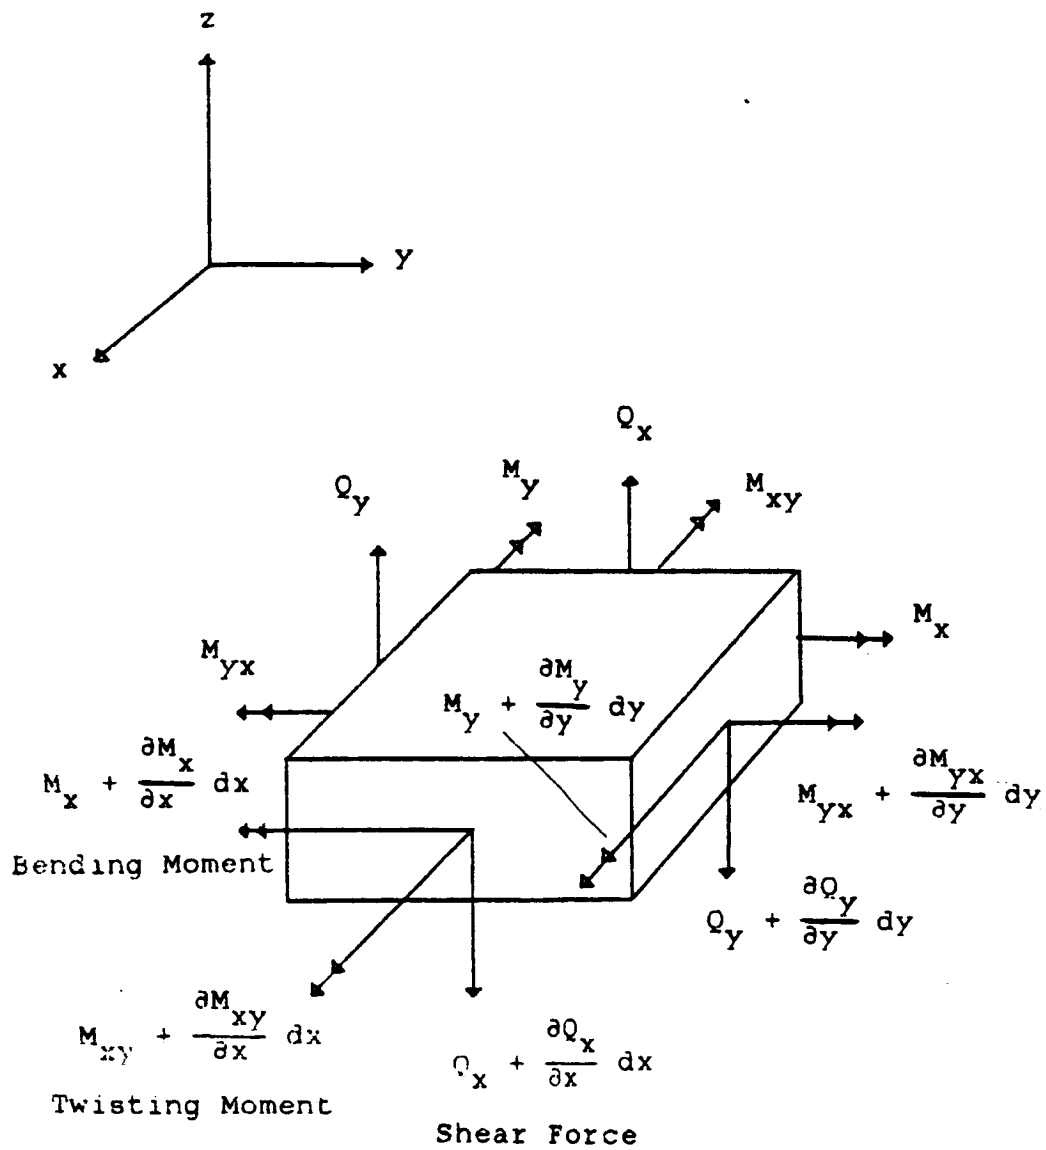 z
y
x
Q_x
M_y
M_xy
Q_y
M_x
M_yx
M_y + ∂M_y/∂y dy
M_x + ∂M_x/∂x dx
M_yx + ∂M_yx/∂y dy
Bending Moment
Q_y + ∂Q_y/∂y dy
M_xy + ∂M_xy/∂x dx
Q_x + ∂Q_x/∂x dx
Twisting Moment
Shear Force